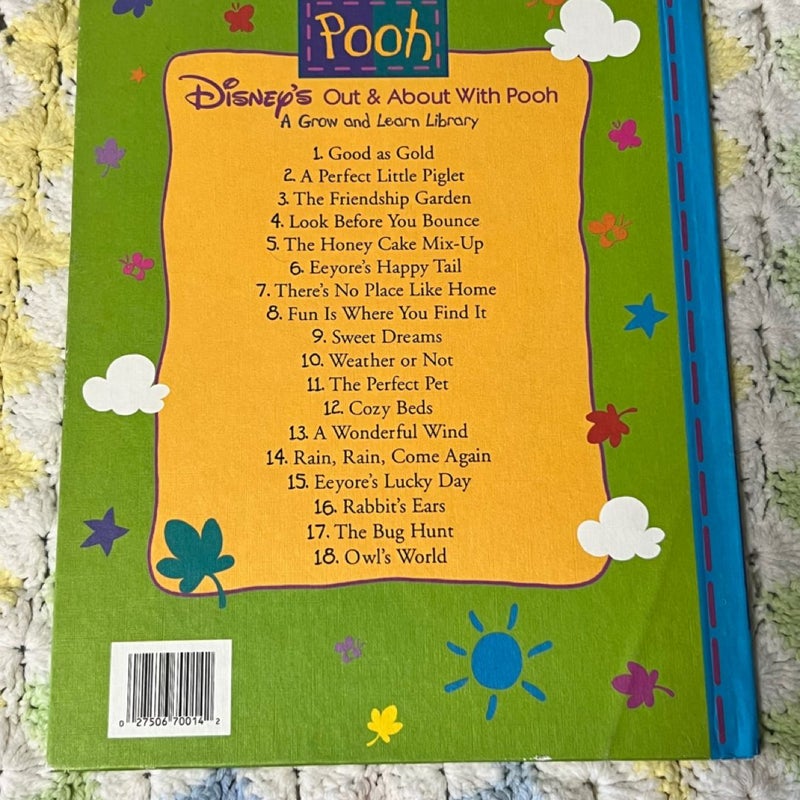 Pooh
Disney's Out & About With Pooh
A Grow and Learn Library
1. Good as Gold
2. A Perfect Little Piglet
3. The Friendship Garden
4. Look Before You Bounce
5. The Honey Cake Mix-Up
6. Eeyore's Happy Tail
7. There's No Place Like Home
8. Fun Is Where You Find It
9. Sweet Dreams
10. Weather or Not
11. The Perfect Pet
12. Cozy Beds
13. A Wonderful Wind
14. Rain, Rain, Come Again
15. Eeyore's Lucky Day
16. Rabbit's Ears
17. The Bug Hunt
18. Owl's World
0 27506 70014 2